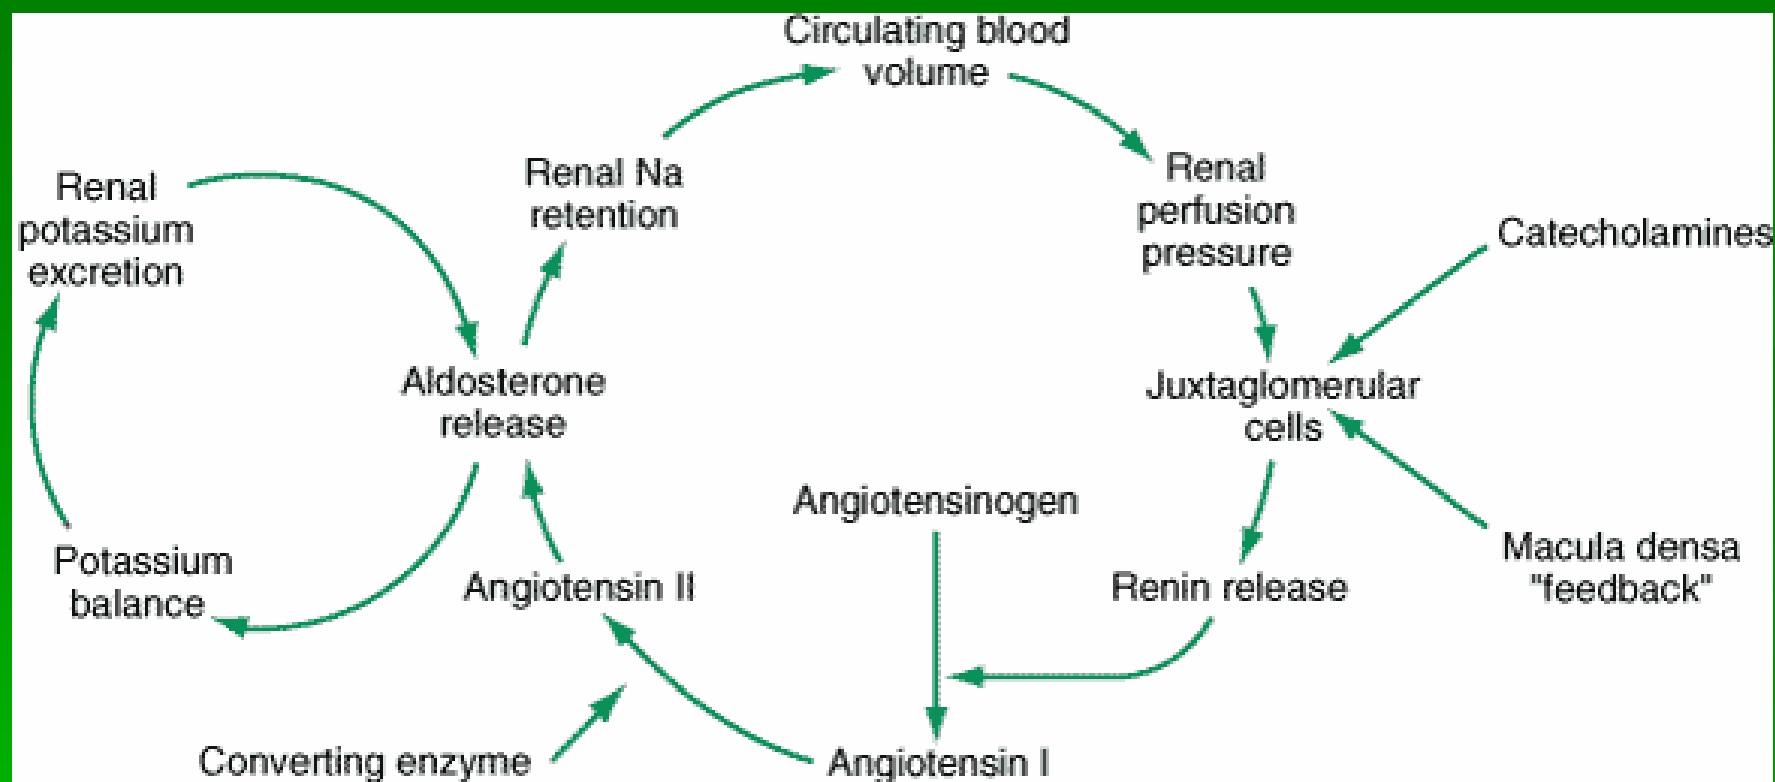 Circulating blood
volume
Renal
potassium
excretion
Renal Na
retention
Renal
perfusion
pressure
Catecholamines
Aldosterone
release
Juxtaglomerular
cells
Angiotensinogen
Potassium
balance
Angiotensin II
Renin release
Macula densa
"feedback"
Converting enzyme
Angiotensin I